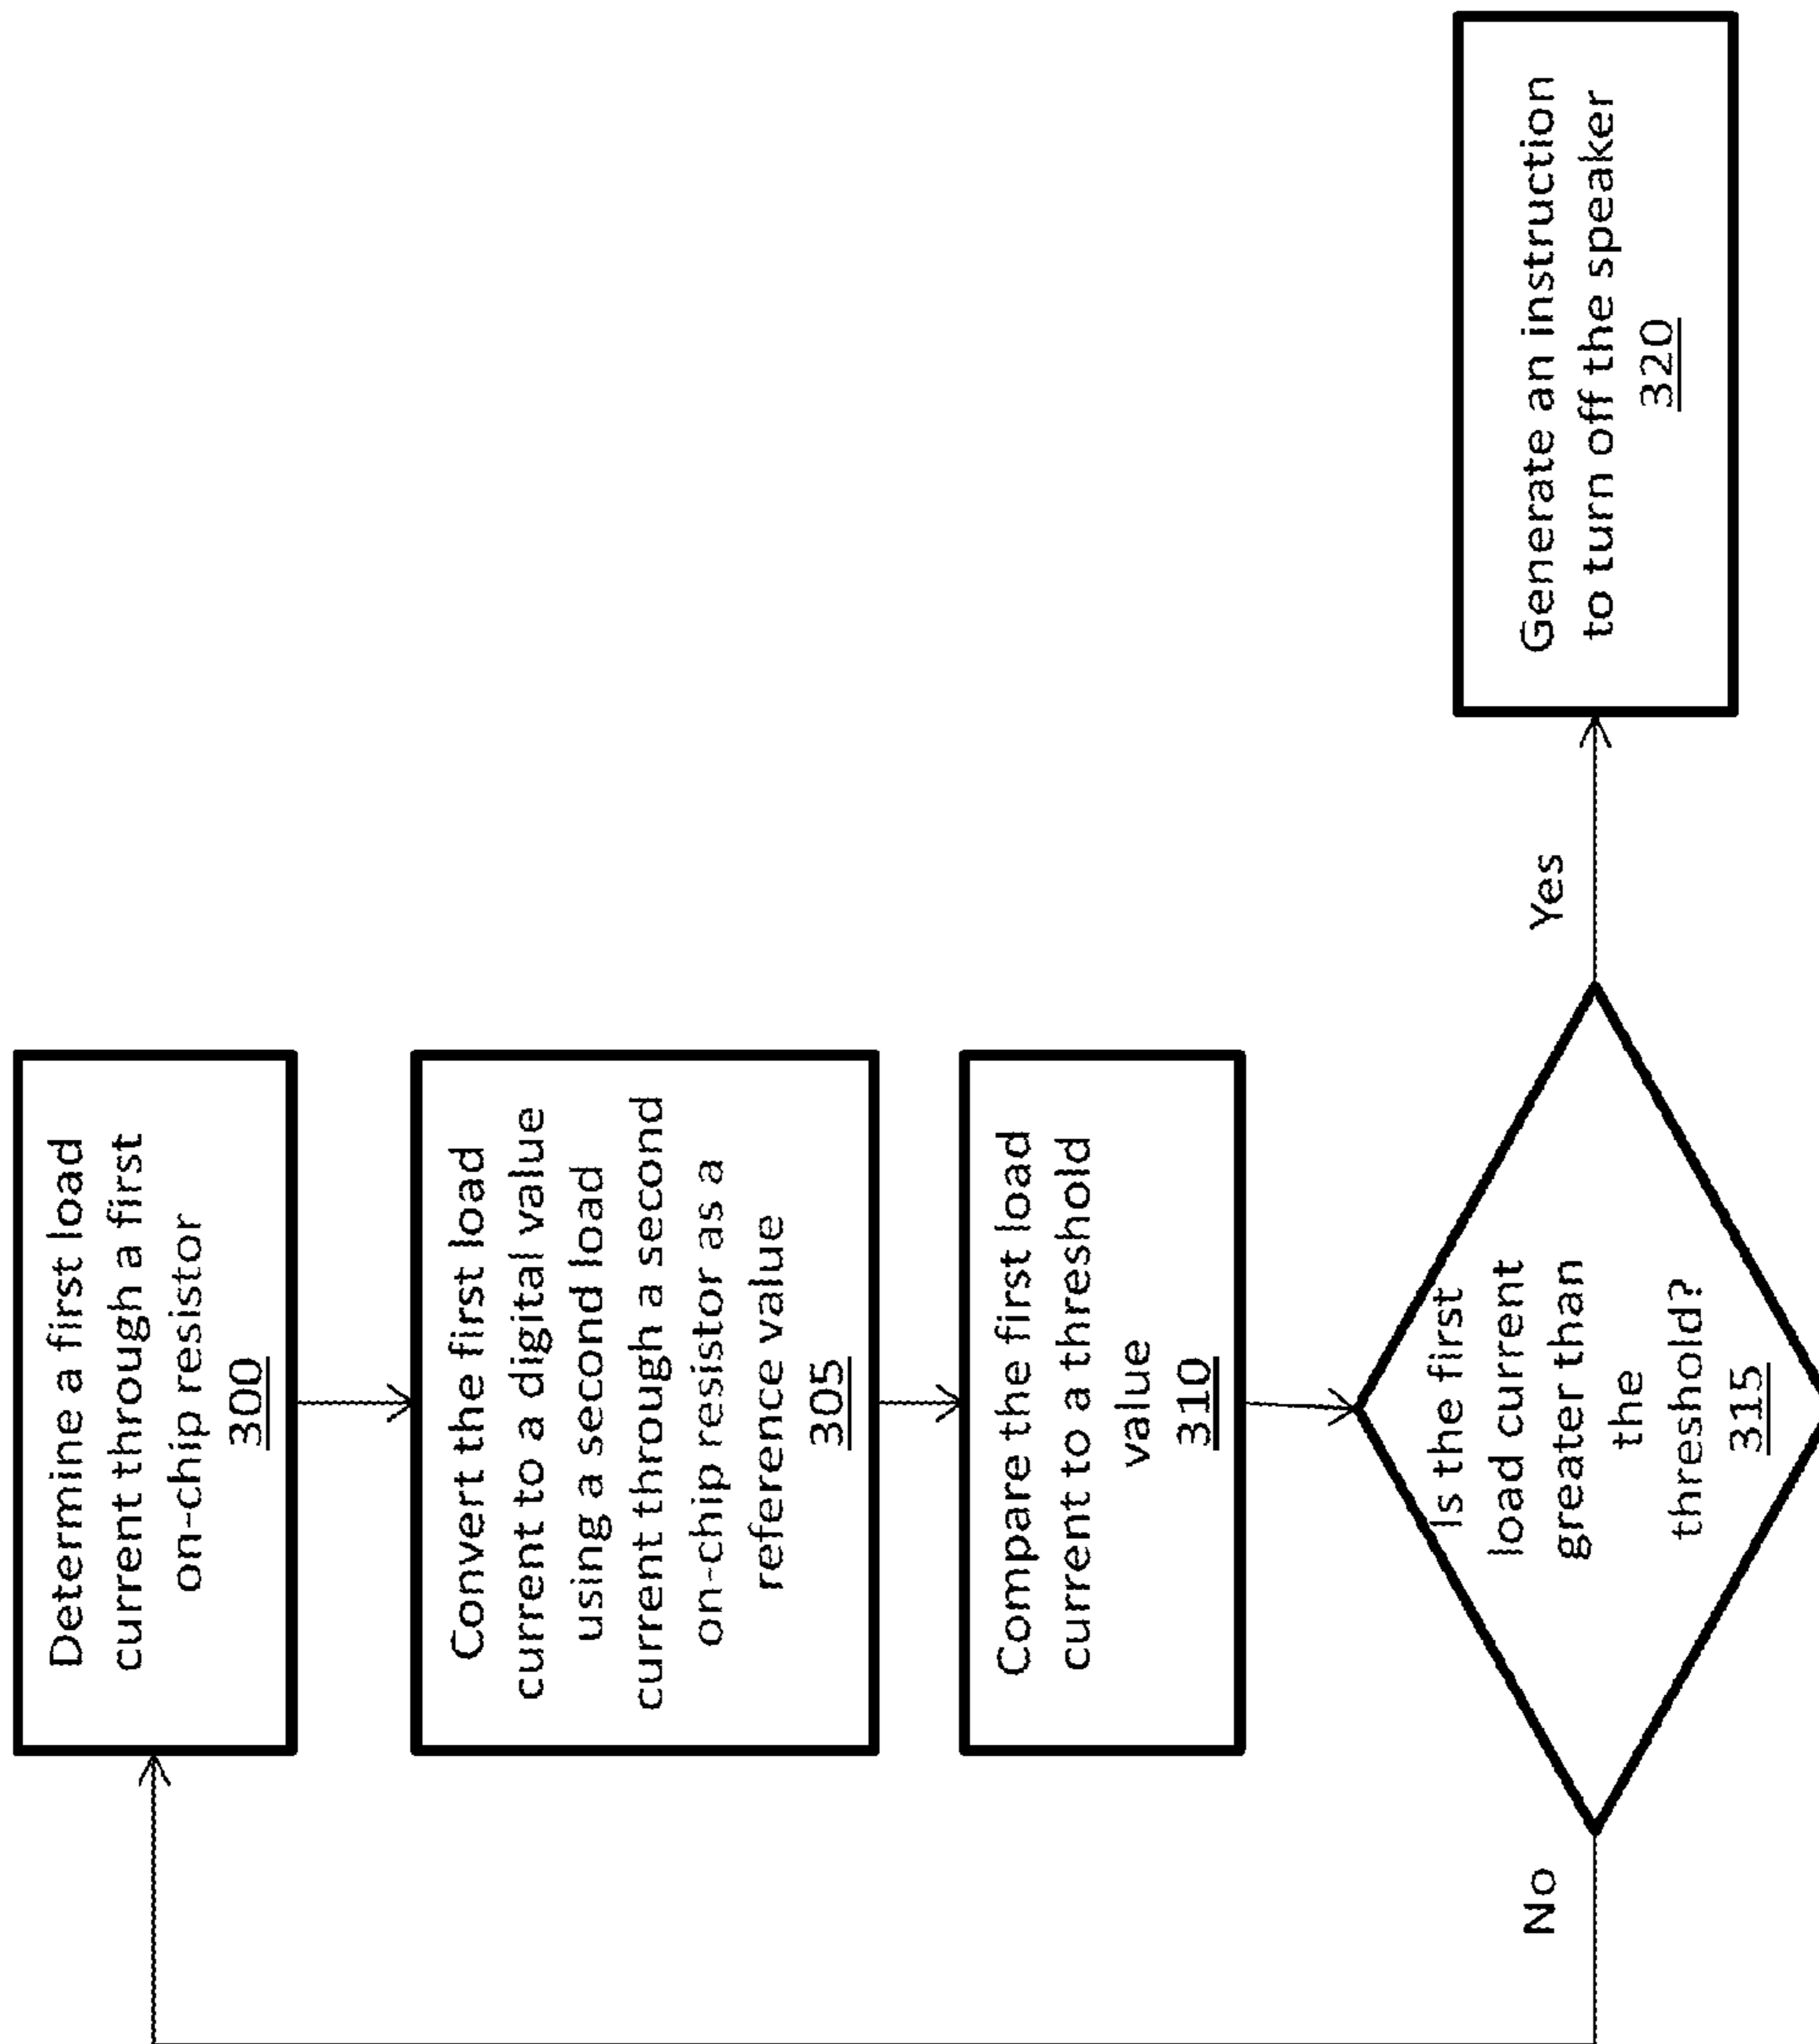 Determine a first load
current through a first
on-chip resistor
300
Convert the first load
current to a digital value
using a second load
current through a second
on-chip resistor as a
reference value
305
Compare the first load
current to a threshold
value
310
Is the first
load current
greater than
the
threshold?
315
No
Yes
Generate an instruction
to turn off the speaker
320